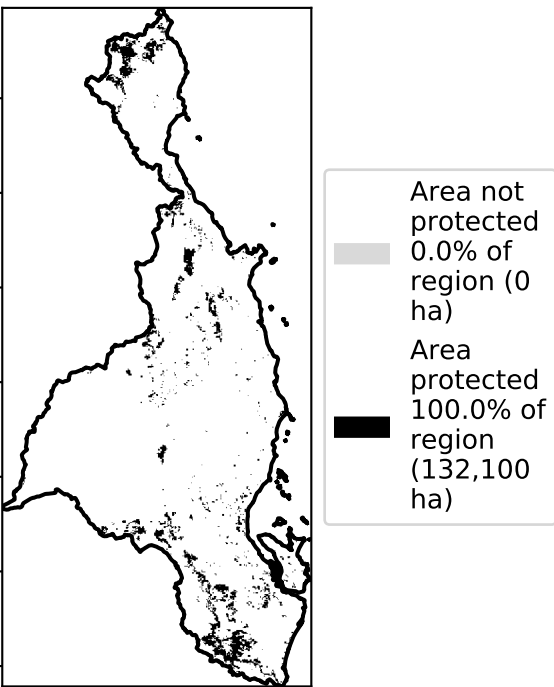 Area not
protected
0.0% of
region (0
ha)
Area
protected
100.0% of
region
(132,100
ha)